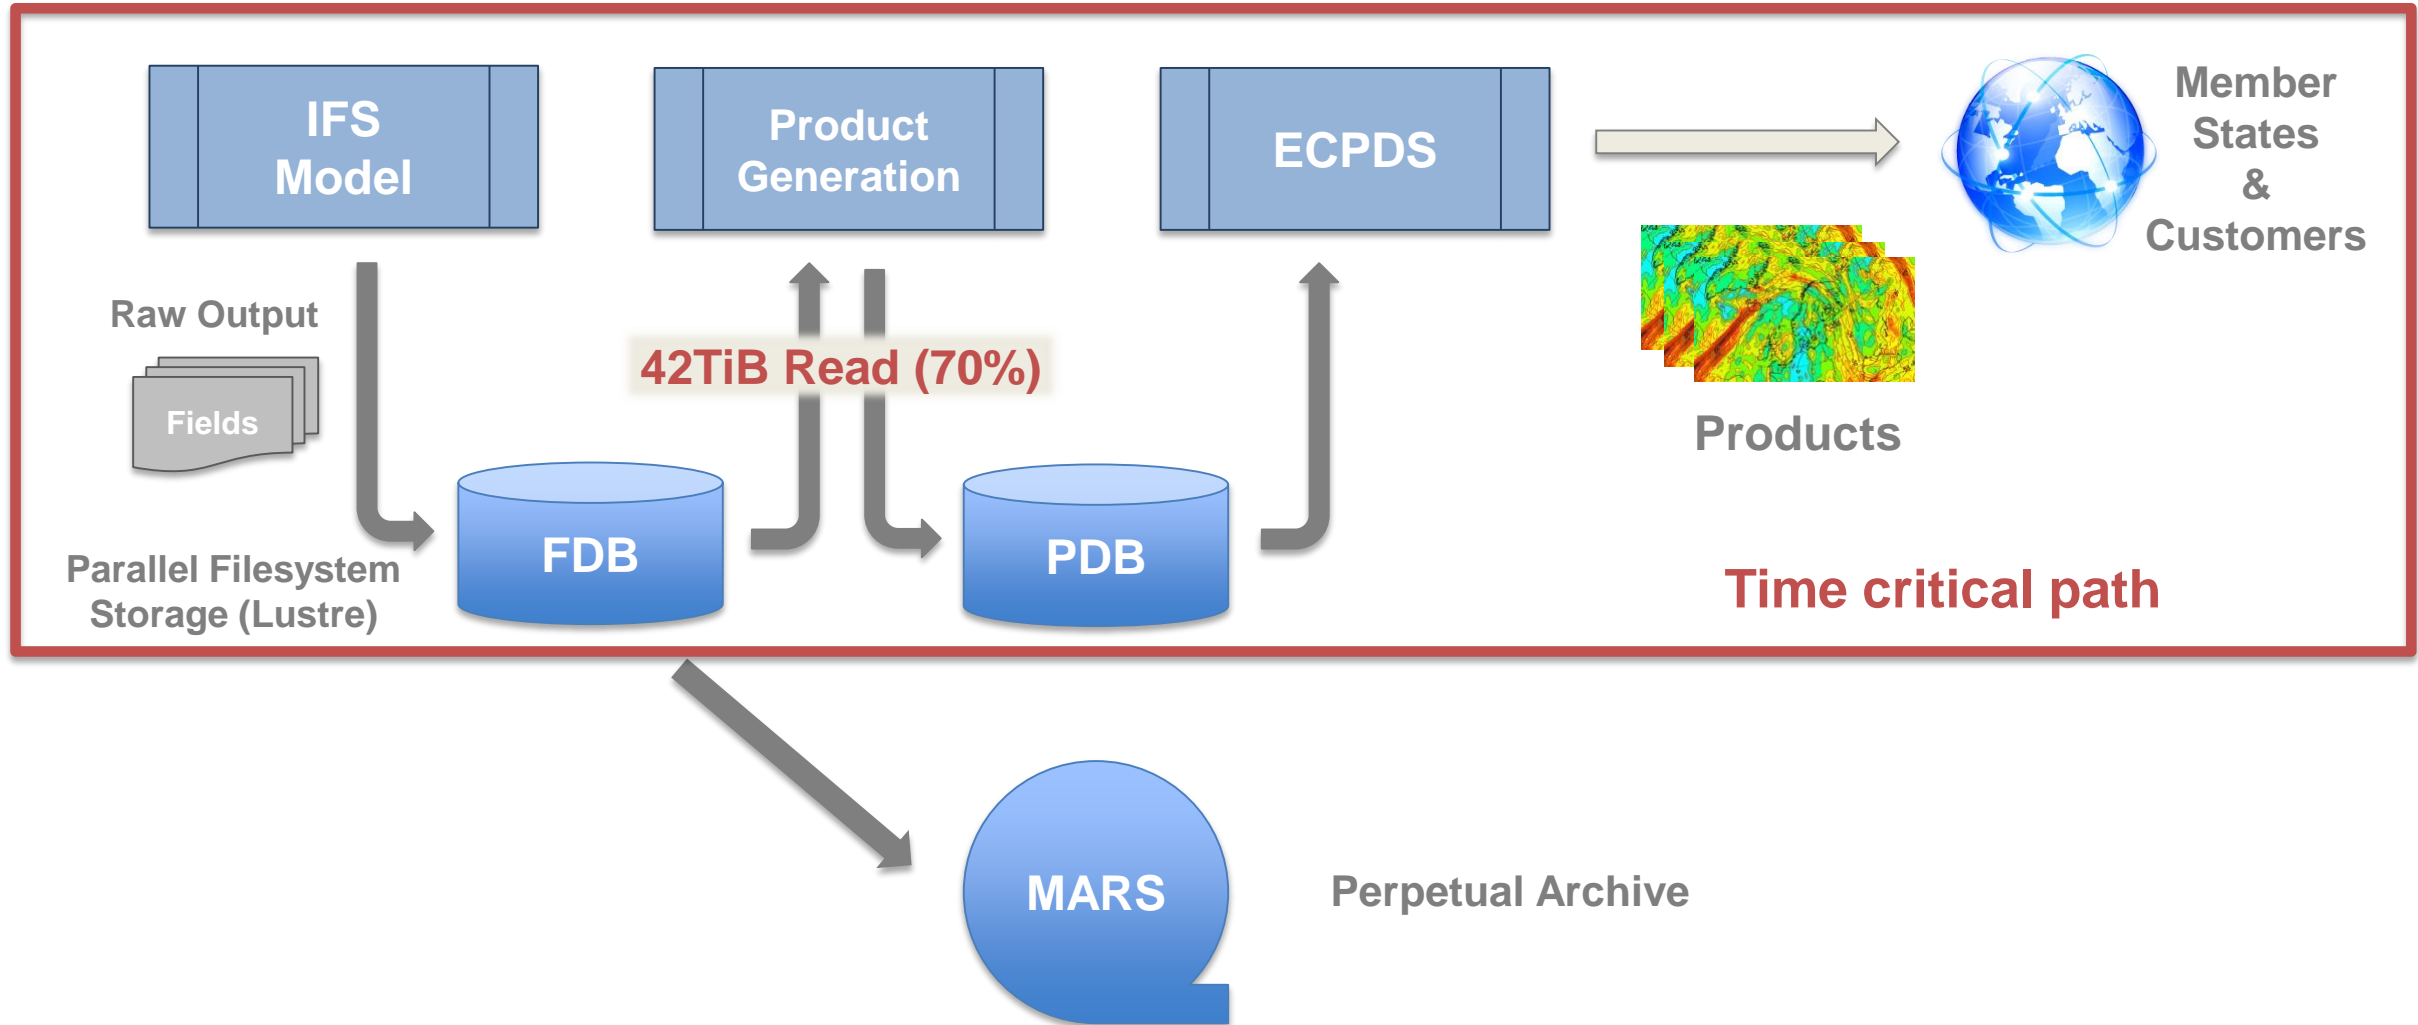 IFS
Model
Product
Generation
ECPDS
Member
States
&
Customers
Raw Output
Fields
42TiB Read (70%)
Products
Parallel Filesystem
Storage (Lustre)
FDB
PDB
Time critical path
MARS
Perpetual Archive